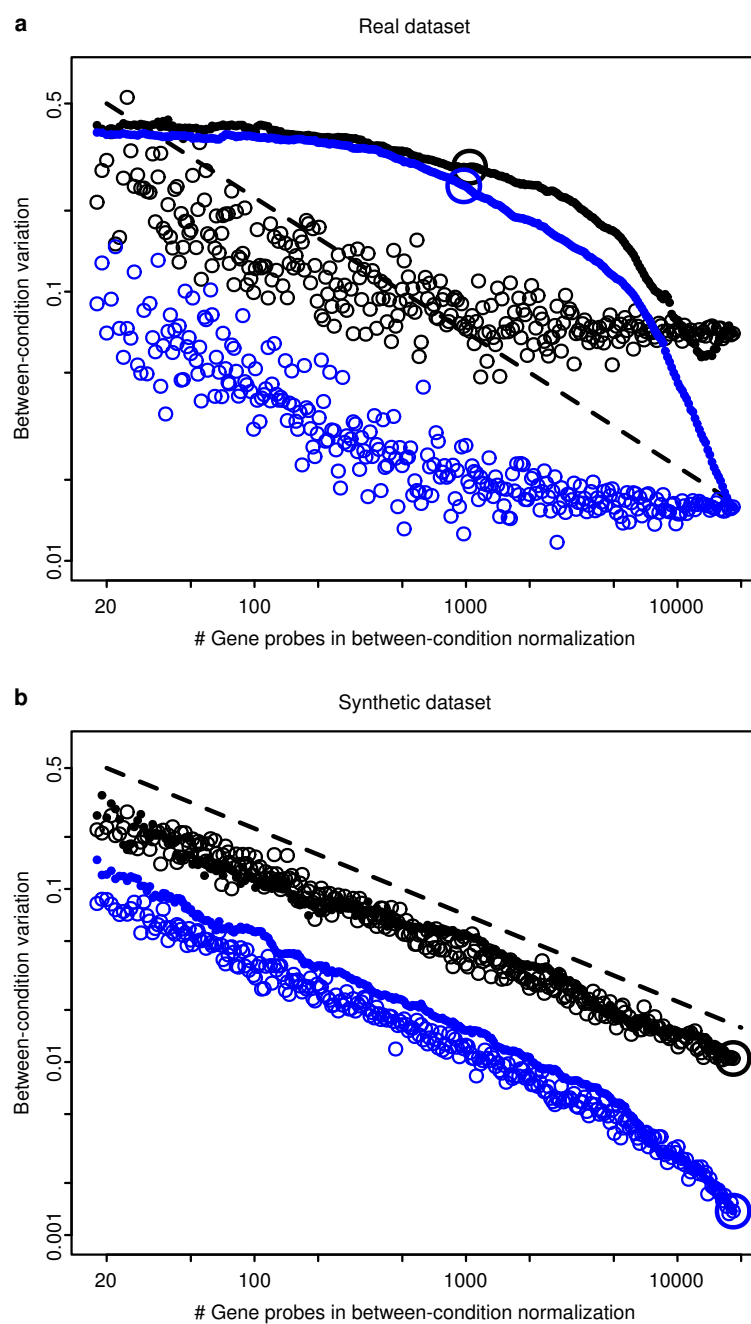 a
Real dataset
0.5
0.1
0.01
Between-condition variation
20 100 1000 10000
# Gene probes in between-condition normalization
b
Synthetic dataset
0.5
0.1
0.01
0.001
Between-condition variation
20 100 1000 10000
# Gene probes in between-condition normalization